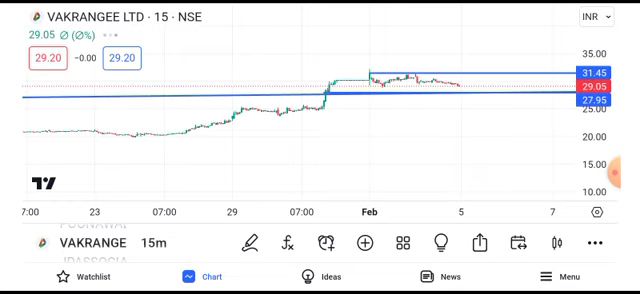 VAKRANGEE LTD · 15 · NSE
INR
29.05 ∅ (∅%)
29.20 −0.00 29.20
35.00
31.45
29.05
27.95
25.00
20.00
15.00
10.00
7:00 23 07:00 29 07:00 Feb 5 7
VAKRANGE 15m
Watchlist Chart Ideas News Menu